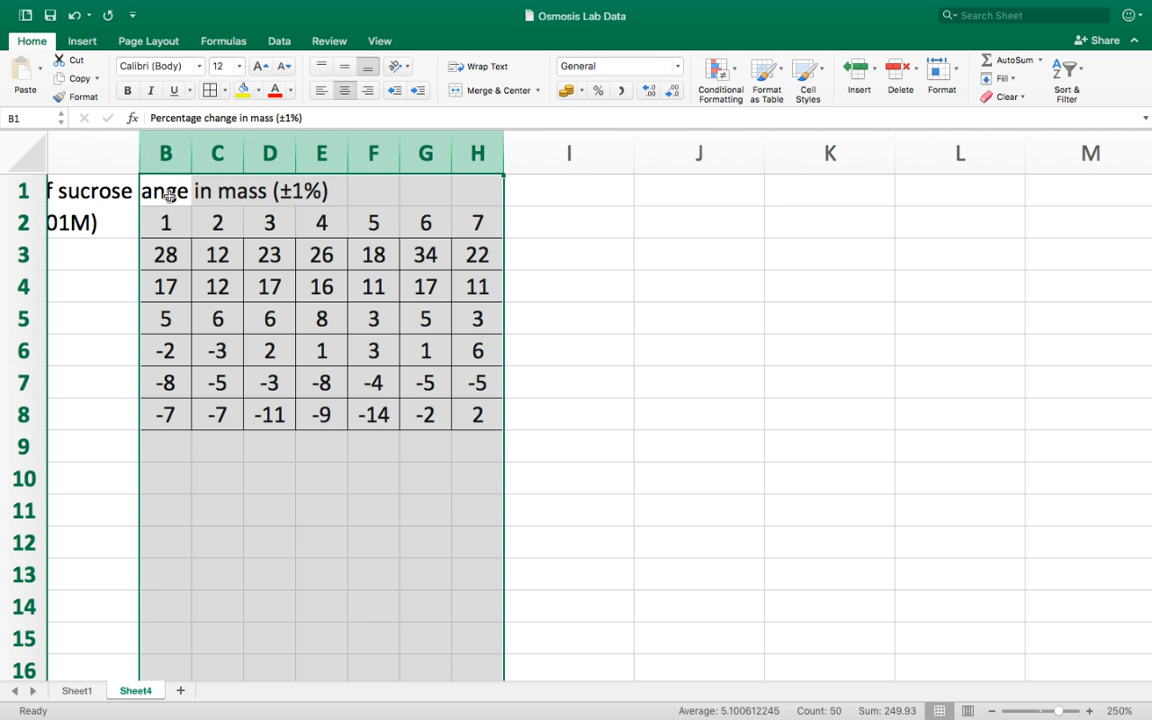 Osmosis Lab Data
Search Sheet
Home Insert Page Layout Formulas Data Review View
Share
Paste
Cut
Copy
Format
Calibri (Body) 12
B I U
Wrap Text
Merge & Center
General
Conditional Formatting
Format as Table
Cell Styles
Insert
Delete
Format
AutoSum
Fill
Clear
Sort & Filter
B1 fx Percentage change in mass (±1%)
B C D E F G H I J K L M
1 f sucrose ange in mass (±1%)
2 01M) 1 2 3 4 5 6 7
3 28 12 23 26 18 34 22
4 17 12 17 16 11 17 11
5 5 6 6 8 3 5 3
6 -2 -3 2 1 3 1 6
7 -8 -5 -3 -8 -4 -5 -5
8 -7 -7 -11 -9 -14 -2 2
9
10
11
12
13
14
15
16
Sheet1 Sheet4 +
Ready Average: 5.100612245 Count: 50 Sum: 249.93 250%